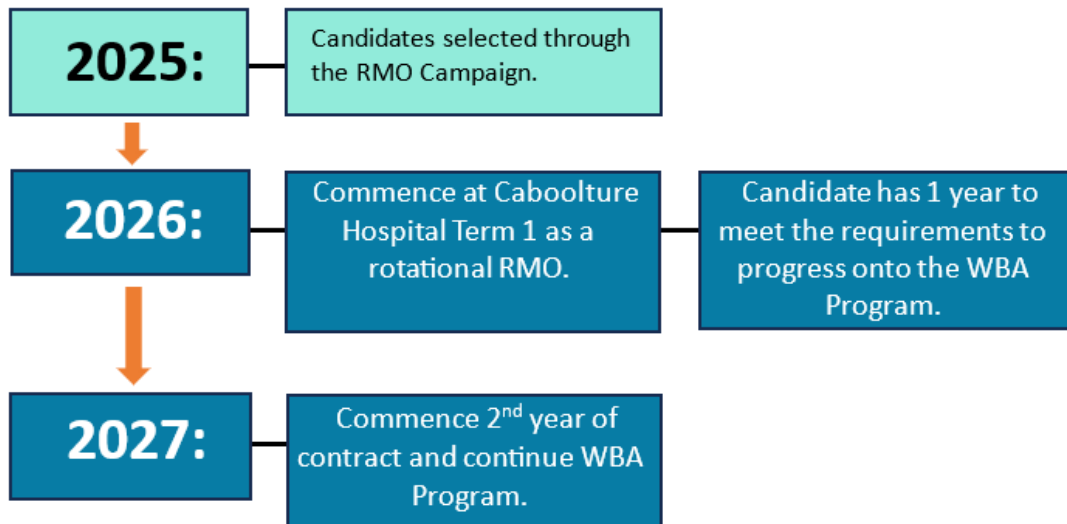 2025:
Candidates selected through
the RMO Campaign.
2026:
Commence at Caboolture
Hospital Term 1 as a
rotational RMO.
Candidate has 1 year to
meet the requirements to
progress onto the WBA
Program.
2027:
Commence 2nd year of
contract and continue WBA
Program.